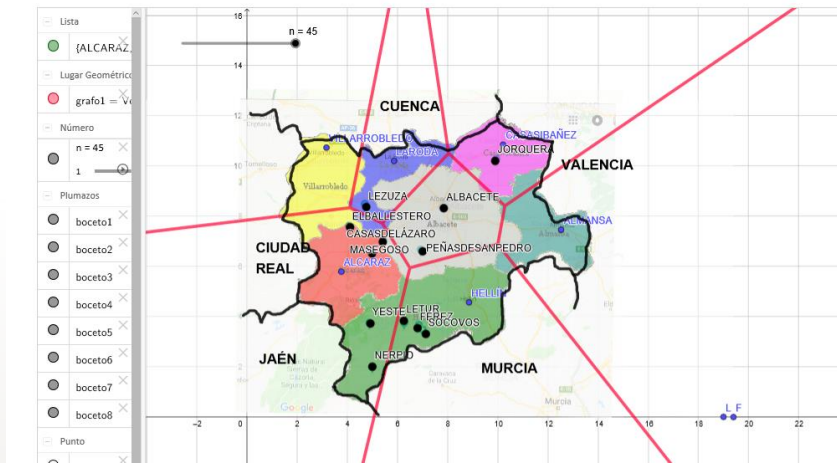 Lista
{ALCARAZ,
Lugar Geométrico
grafo1 = Vo
Número
n = 45
1
Plumazos
boceto1
boceto2
boceto3
boceto4
boceto5
boceto6
boceto7
boceto8
Punto
n = 45
16
14
12
10
8
6
4
2
-2
0
2
4
6
8
10
12
14
16
18
20
22
CUENCA
VALENCIA
CIUDAD
REAL
JAÉN
MURCIA
VILLARROBLEDO
LARODA
CASASIBAÑEZ
JORQUERA
Villarrobledo
LEZUZA
ALBACETE
Albacete
ELBALLESTERO
ALMANSA
CASASDELÁZARO
MASEGOSO
PEÑASDESANPEDRO
ALCARAZ
HELLÍN
YESTE
LETUR
FÉREZ
SOCOVOS
NERPIO
Murcia
Google
L F